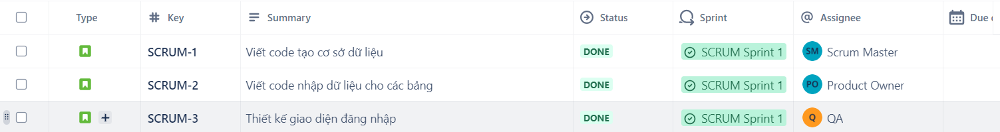 Type Key Summary Status Sprint Assignee Due
SCRUM-1 Viết code tạo cơ sở dữ liệu DONE SCRUM Sprint 1 SM Scrum Master
SCRUM-2 Viết code nhập dữ liệu cho các bảng DONE SCRUM Sprint 1 PO Product Owner
SCRUM-3 Thiết kế giao diện đăng nhập DONE SCRUM Sprint 1 Q QA